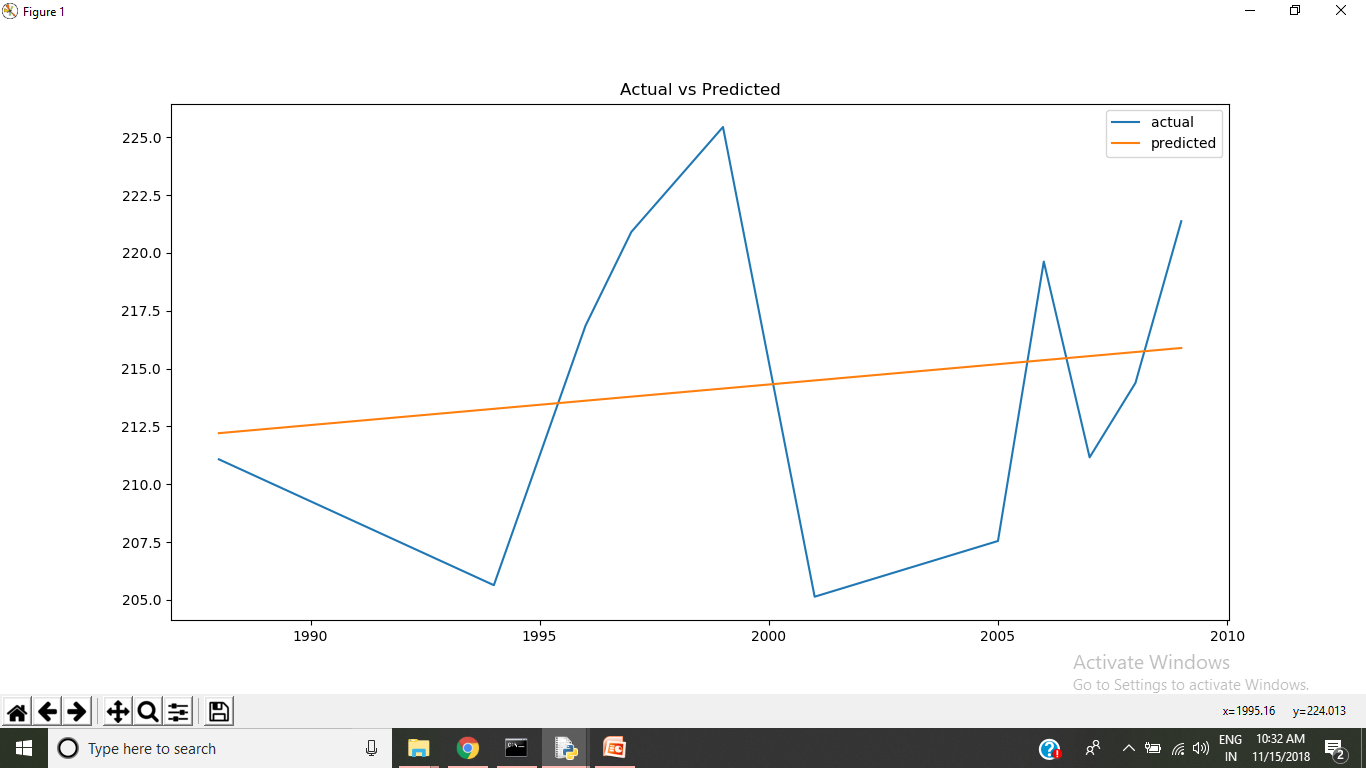 Figure 1
Actual vs Predicted
actual
predicted
225.0
222.5
220.0
217.5
215.0
212.5
210.0
207.5
205.0
1990 1995 2000 2005 2010
Activate Windows
Go to Settings to activate Windows.
x=1995.16 y=224.013
Type here to search
ENG 10:32 AM
IN 11/15/2018
2